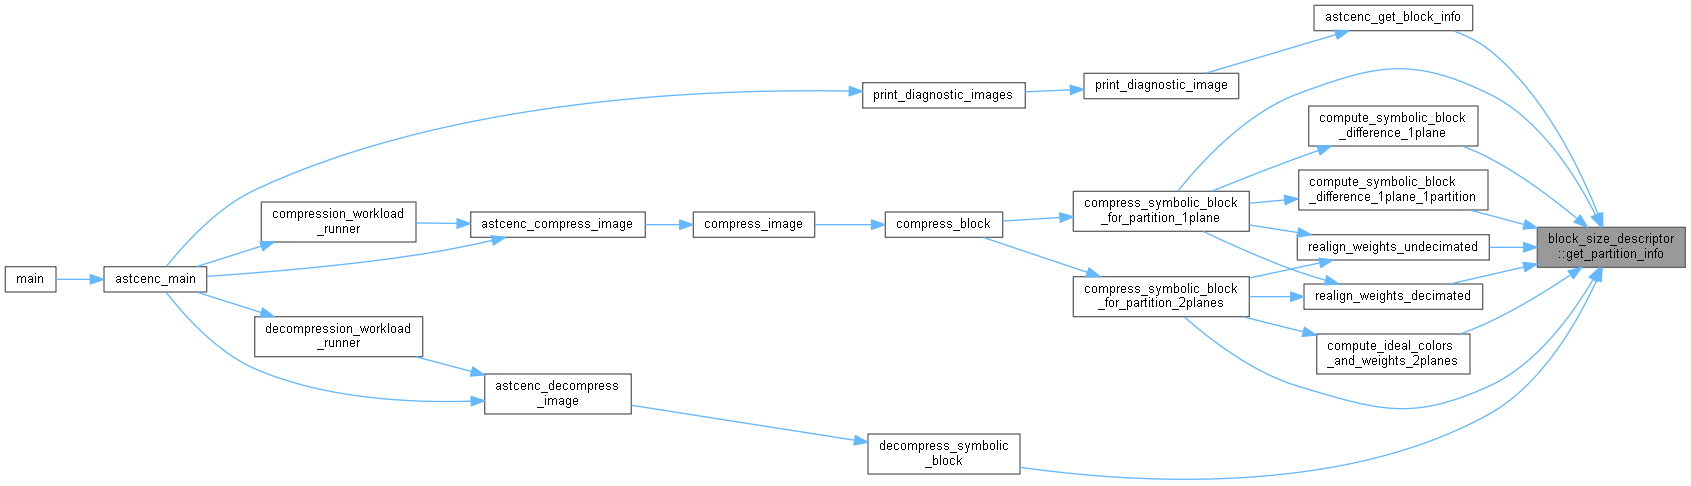 main
astcenc_main
compression_workload
_runner
decompression_workload
_runner
astcenc_compress_image
astcenc_decompress
_image
print_diagnostic_images
compress_image
compress_block
decompress_symbolic
_block
print_diagnostic_image
compress_symbolic_block
_for_partition_1plane
compress_symbolic_block
_for_partition_2planes
astcenc_get_block_info
compute_symbolic_block
_difference_1plane
compute_symbolic_block
_difference_1plane_1partition
realign_weights_undecimated
realign_weights_decimated
compute_ideal_colors
_and_weights_2planes
block_size_descriptor
::get_partition_info